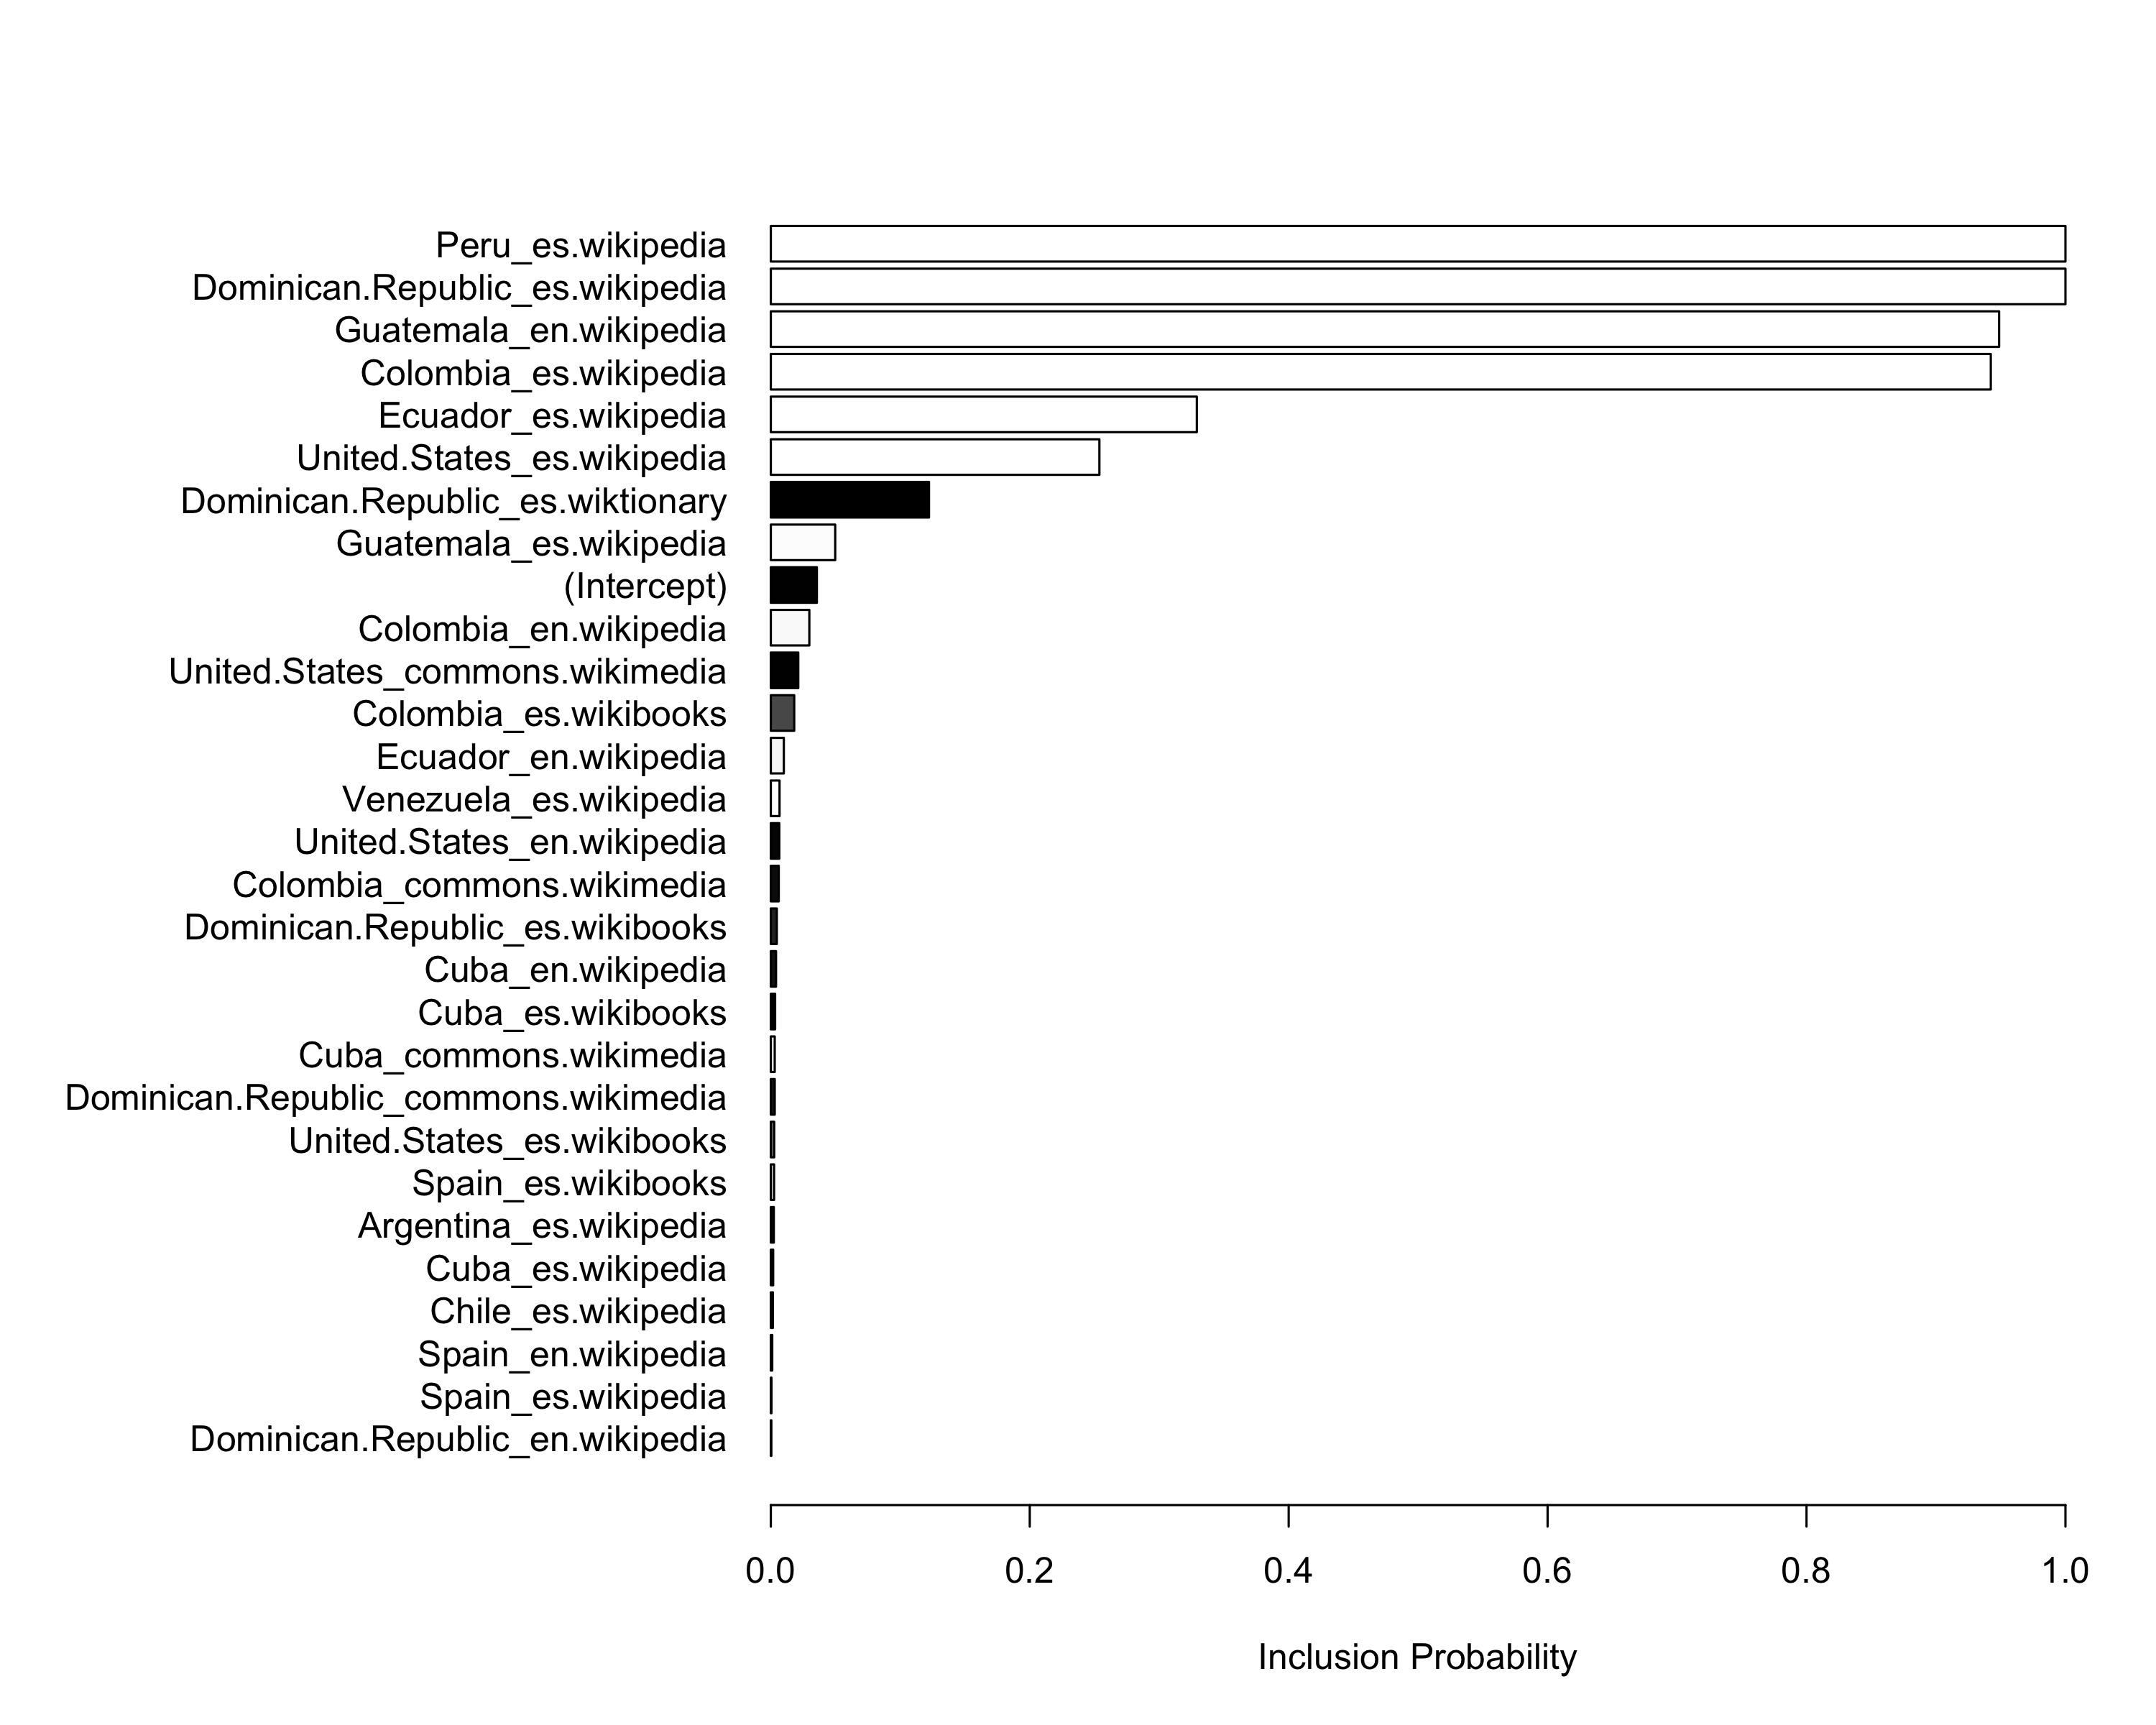 Peru_es.wikipedia
Dominican.Republic_es.wikipedia
Guatemala_en.wikipedia
Colombia_es.wikipedia
Ecuador_es.wikipedia
United.States_es.wikipedia
Dominican.Republic_es.wiktionary
Guatemala_es.wikipedia
(Intercept)
Colombia_en.wikipedia
United.States_commons.wikimedia
Colombia_es.wikibooks
Ecuador_en.wikipedia
Venezuela_es.wikipedia
United.States_en.wikipedia
Colombia_commons.wikimedia
Dominican.Republic_es.wikibooks
Cuba_en.wikipedia
Cuba_es.wikibooks
Cuba_commons.wikimedia
Dominican.Republic_commons.wikimedia
United.States_es.wikibooks
Spain_es.wikibooks
Argentina_es.wikipedia
Cuba_es.wikipedia
Chile_es.wikipedia
Spain_en.wikipedia
Spain_es.wikipedia
Dominican.Republic_en.wikipedia
0.0 0.2 0.4 0.6 0.8 1.0
Inclusion Probability